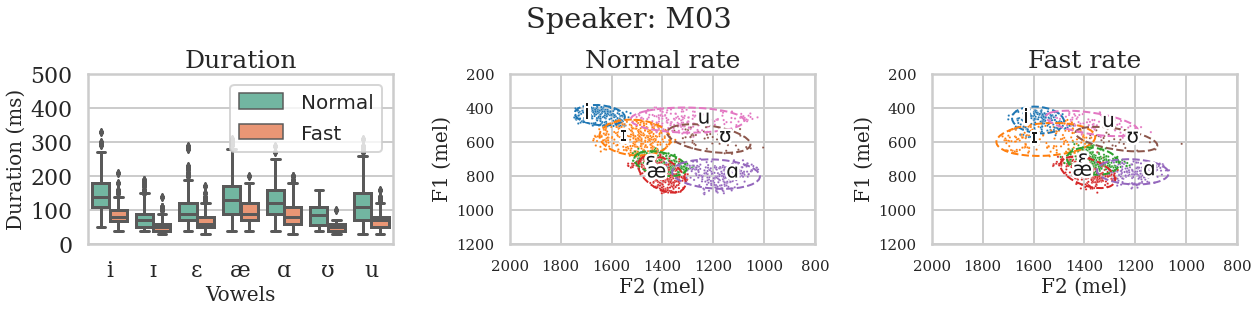 Speaker: M03
Duration
Duration (ms)
500
400
300
200
100
0
Normal
Fast
i ɪ ɛ æ ɑ ʊ u
Vowels
Normal rate
F1 (mel)
200
400
600
800
1000
1200
i
ɪ
u
ʊ
ɛ
æ
ɑ
2000 1800 1600 1400 1200 1000 800
F2 (mel)
Fast rate
F1 (mel)
200
400
600
800
1000
1200
i
u
ɪ
ʊ
ɛ
æ
ɑ
2000 1800 1600 1400 1200 1000 800
F2 (mel)